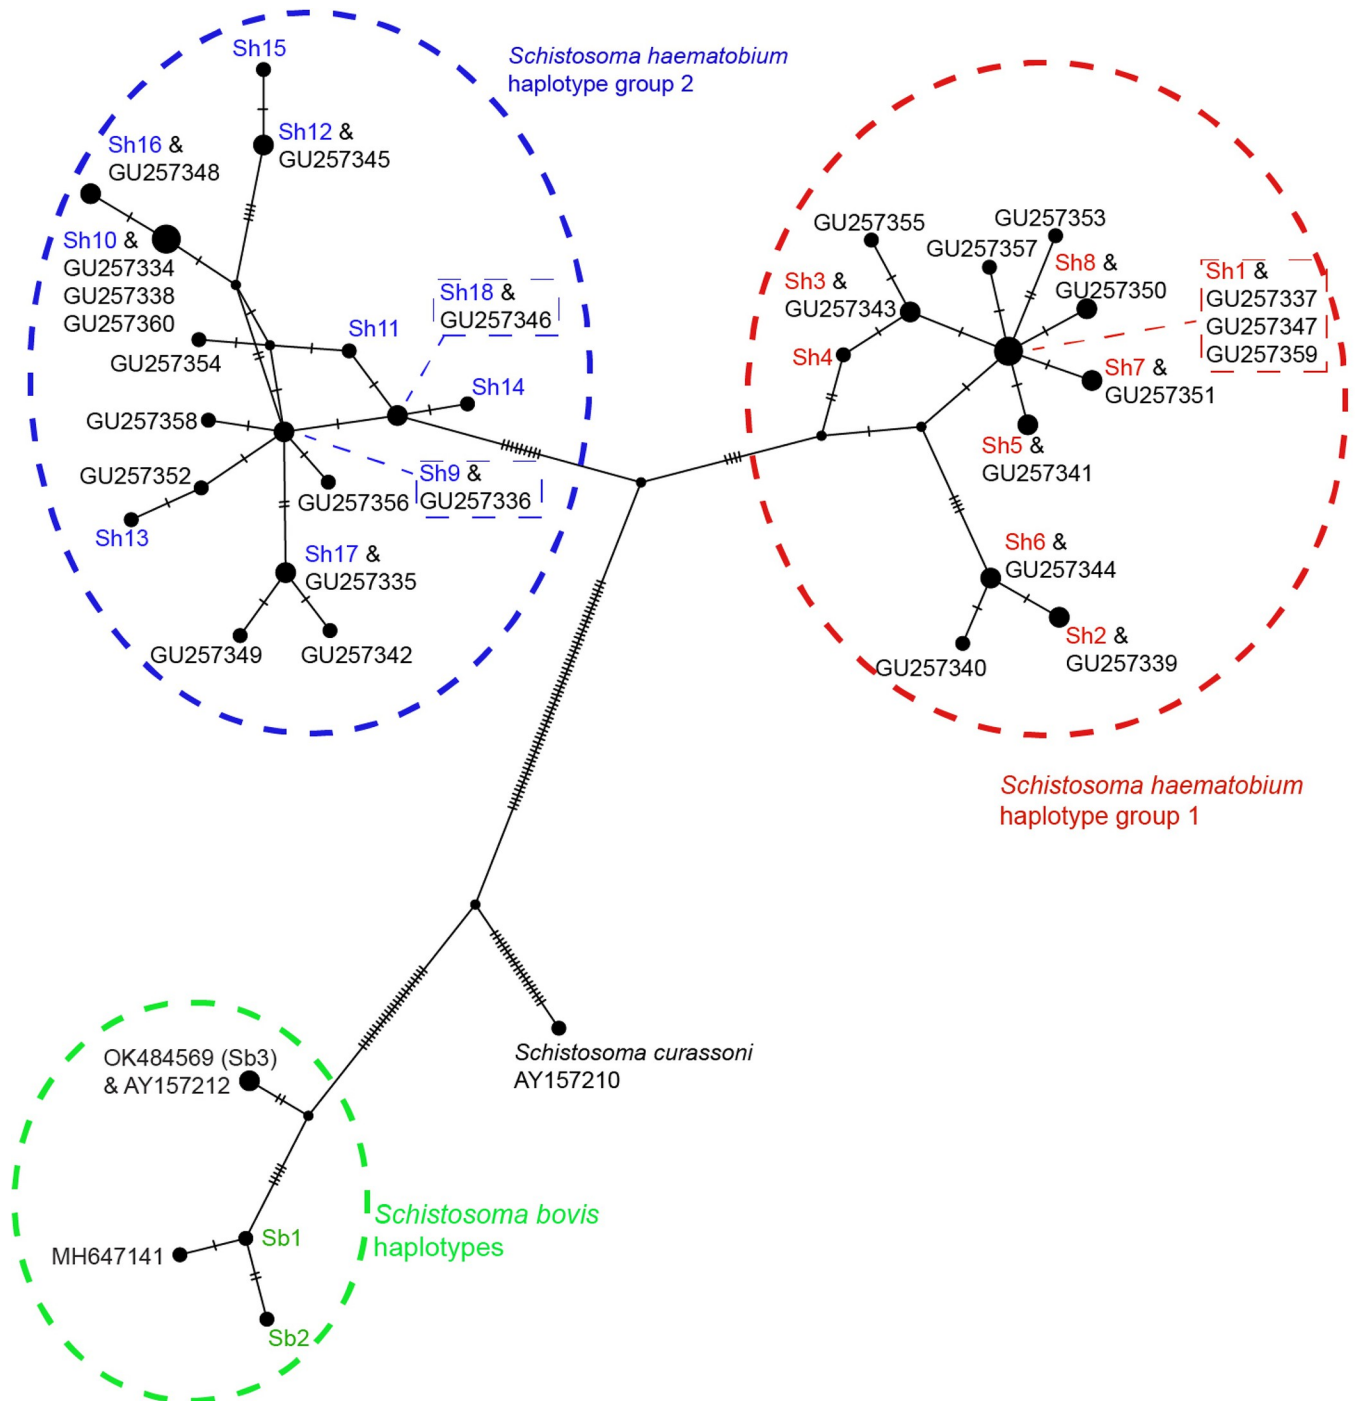 Sh15
Schistosoma haematobium
haplotype group 2
Sh12 &
GU257345
Sh16 &
GU257348
Sh10 &
GU257334
GU257338
GU257360
Sh18 &
GU257346
Sh11
GU257354
Sh14
GU257358
Sh9 &
GU257336
GU257352
GU257356
Sh13
Sh17 &
GU257335
GU257349
GU257342
GU257355
GU257353
GU257357
Sh8 &
GU257350
Sh1 &
GU257337
GU257347
GU257359
Sh3 &
GU257343
Sh4
Sh7 &
GU257351
Sh5 &
GU257341
Sh6 &
GU257344
Sh2 &
GU257339
GU257340
Schistosoma haematobium
haplotype group 1
Schistosoma curassoni
AY157210
OK484569 (Sb3)
& AY157212
Schistosoma bovis
haplotypes
Sb1
MH647141
Sb2